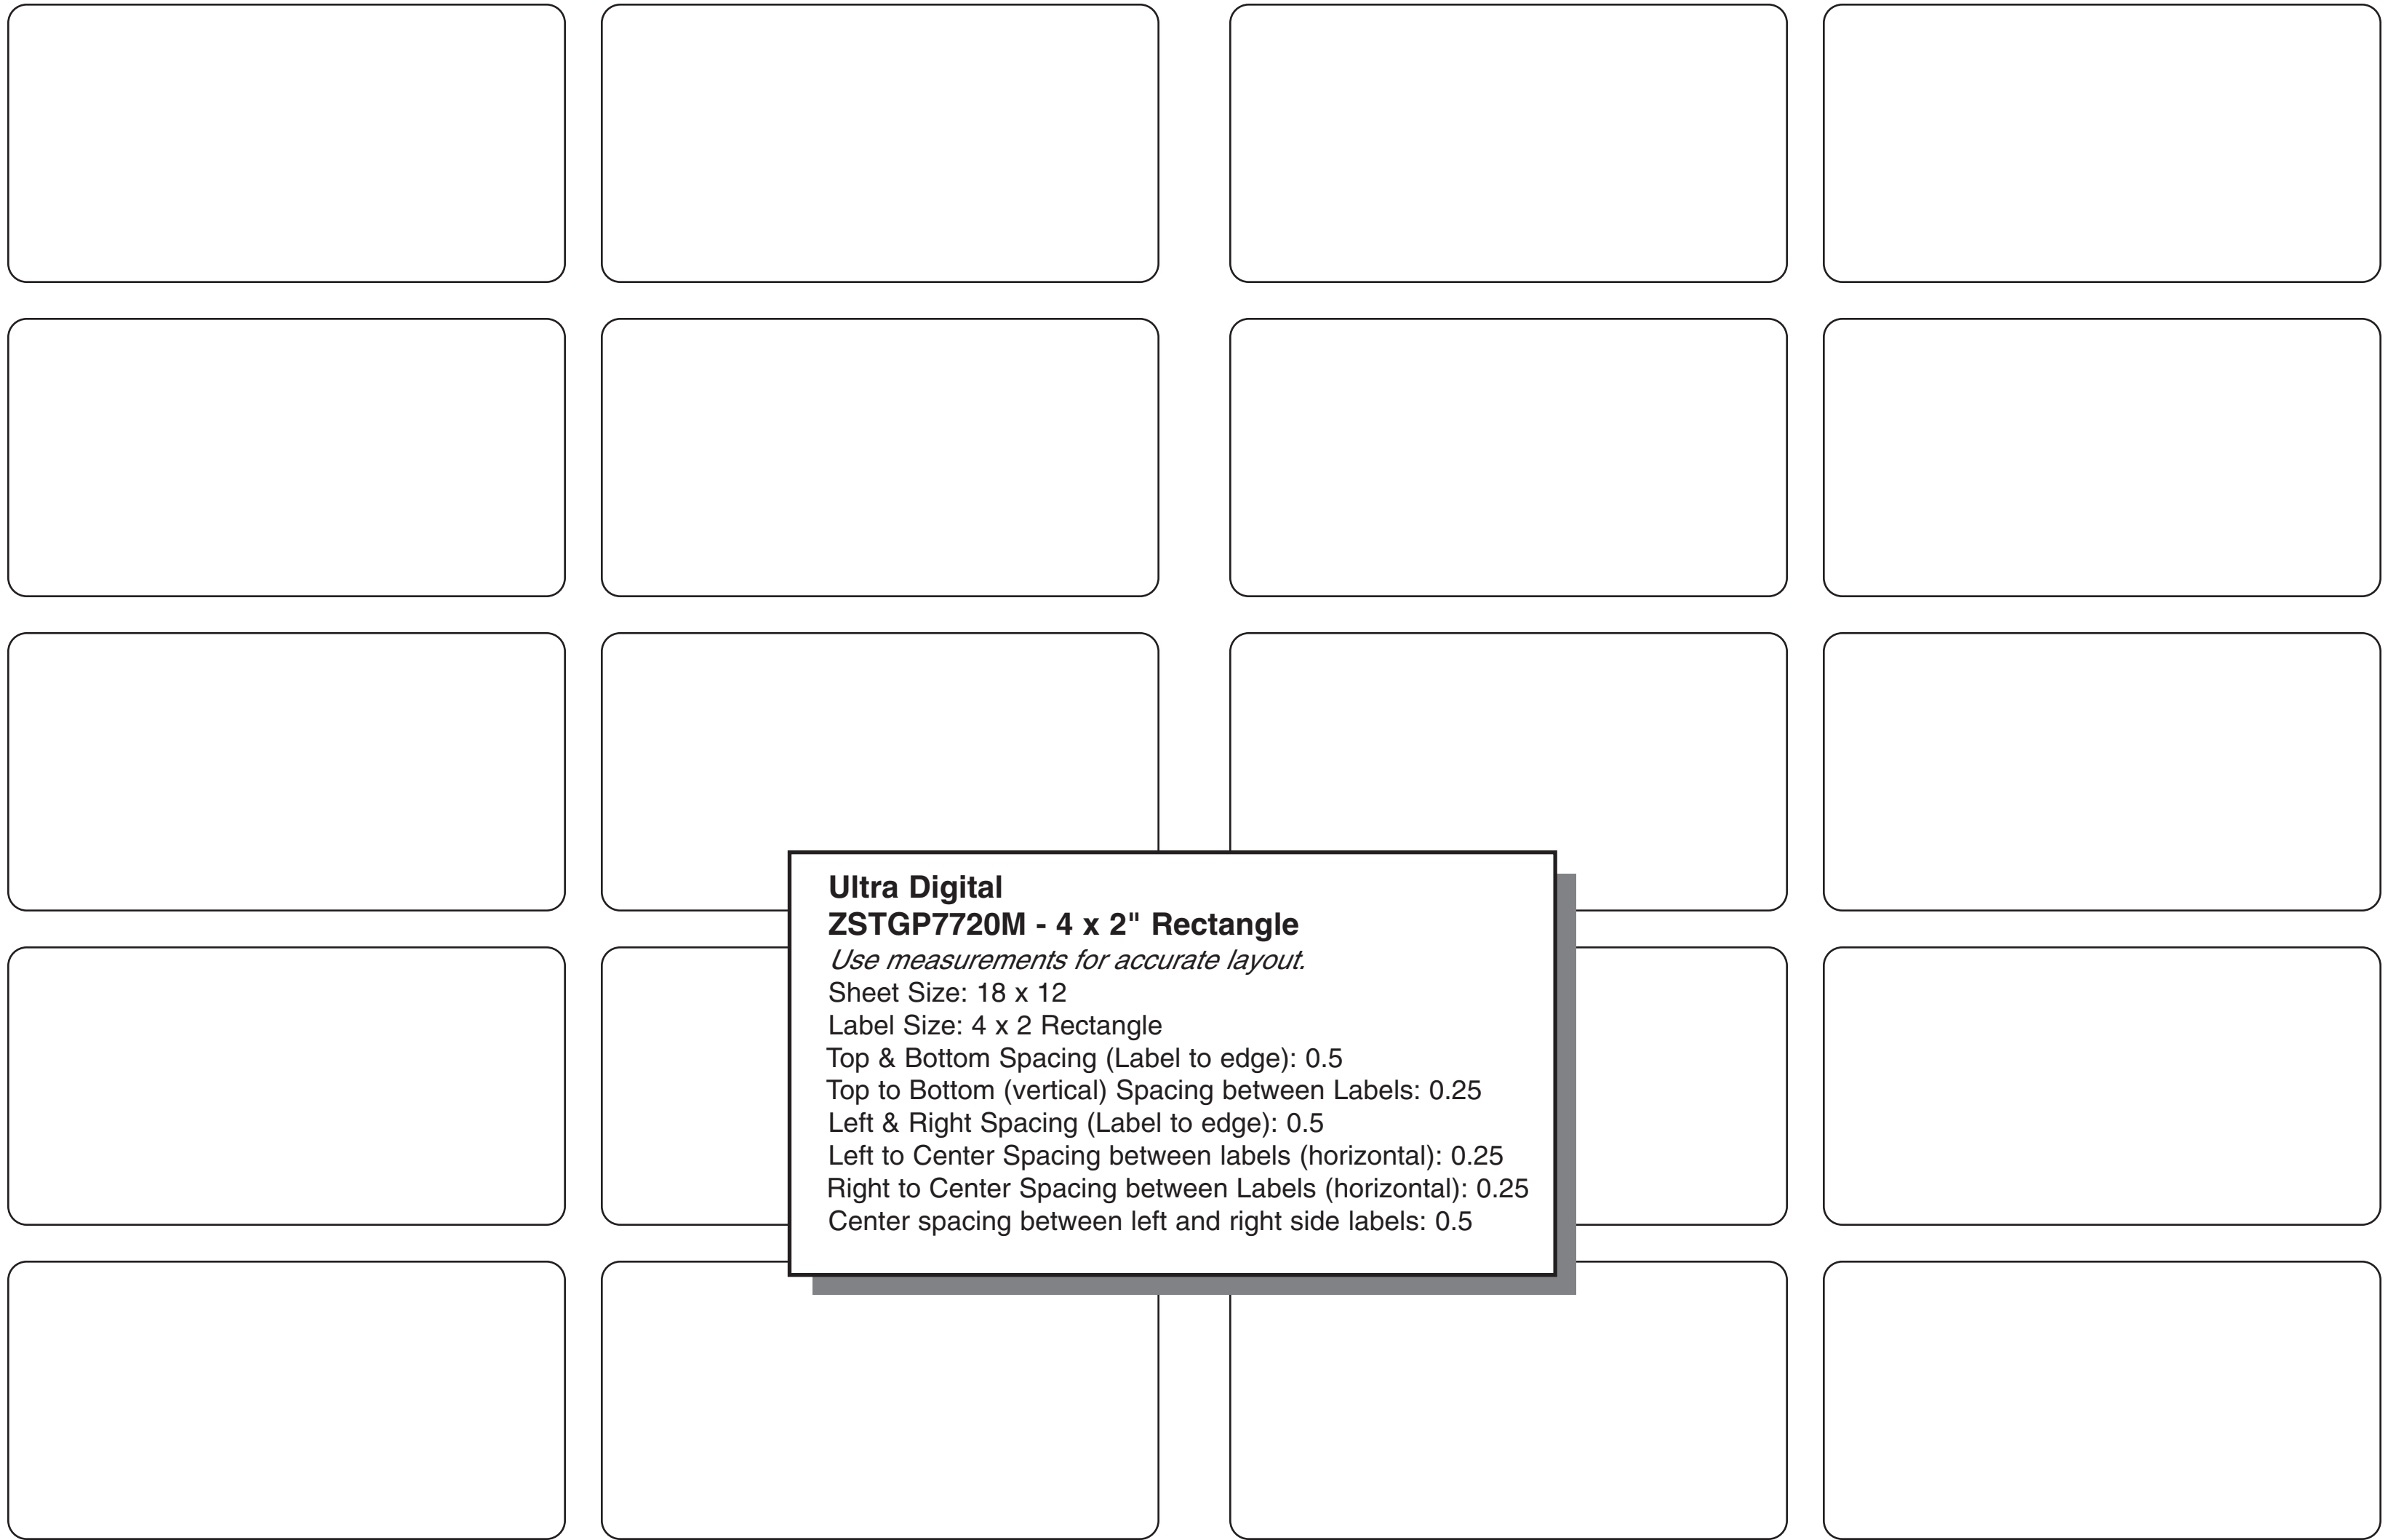 Ultra Digital
ZSTGP7720M - 4 x 2" Rectangle
Use measurements for accurate layout.
Sheet Size: 18 x 12
Label Size: 4 x 2 Rectangle
Top & Bottom Spacing (Label to edge): 0.5
Top to Bottom (vertical) Spacing between Labels: 0.25
Left & Right Spacing (Label to edge): 0.5
Left to Center Spacing between labels (horizontal): 0.25
Right to Center Spacing between Labels (horizontal): 0.25
Center spacing between left and right side labels: 0.5